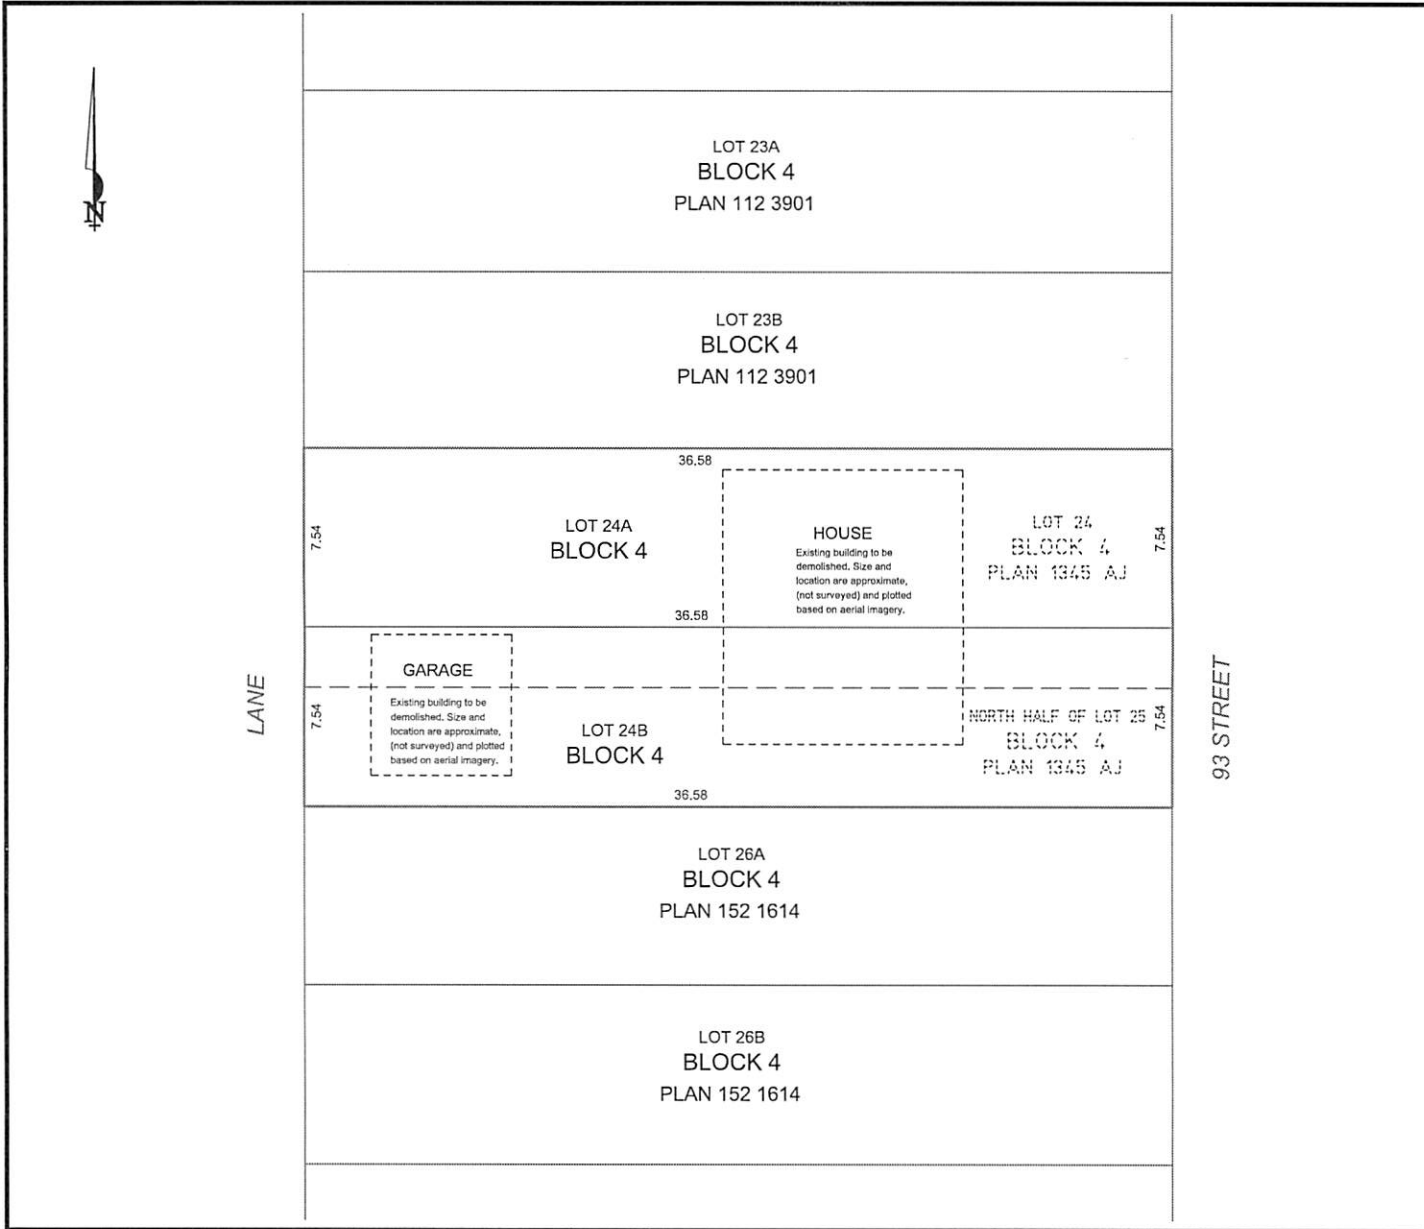 N
LOT 23A
BLOCK 4
PLAN 112 3901
LOT 23B
BLOCK 4
PLAN 112 3901
36.58
7.54
LOT 24A
BLOCK 4
HOUSE
Existing building to be
demolished. Size and
location are approximate,
(not surveyed) and plotted
based on aerial imagery.
LOT 24
BLOCK 4
PLAN 1345 AJ
7.54
36.58
LANE
7.54
GARAGE
Existing building to be
demolished. Size and
location are approximate,
(not surveyed) and plotted
based on aerial imagery.
LOT 24B
BLOCK 4
NORTH HALF OF LOT 25
BLOCK 4
PLAN 1345 AJ
7.54
93 STREET
36.58
LOT 26A
BLOCK 4
PLAN 152 1614
LOT 26B
BLOCK 4
PLAN 152 1614